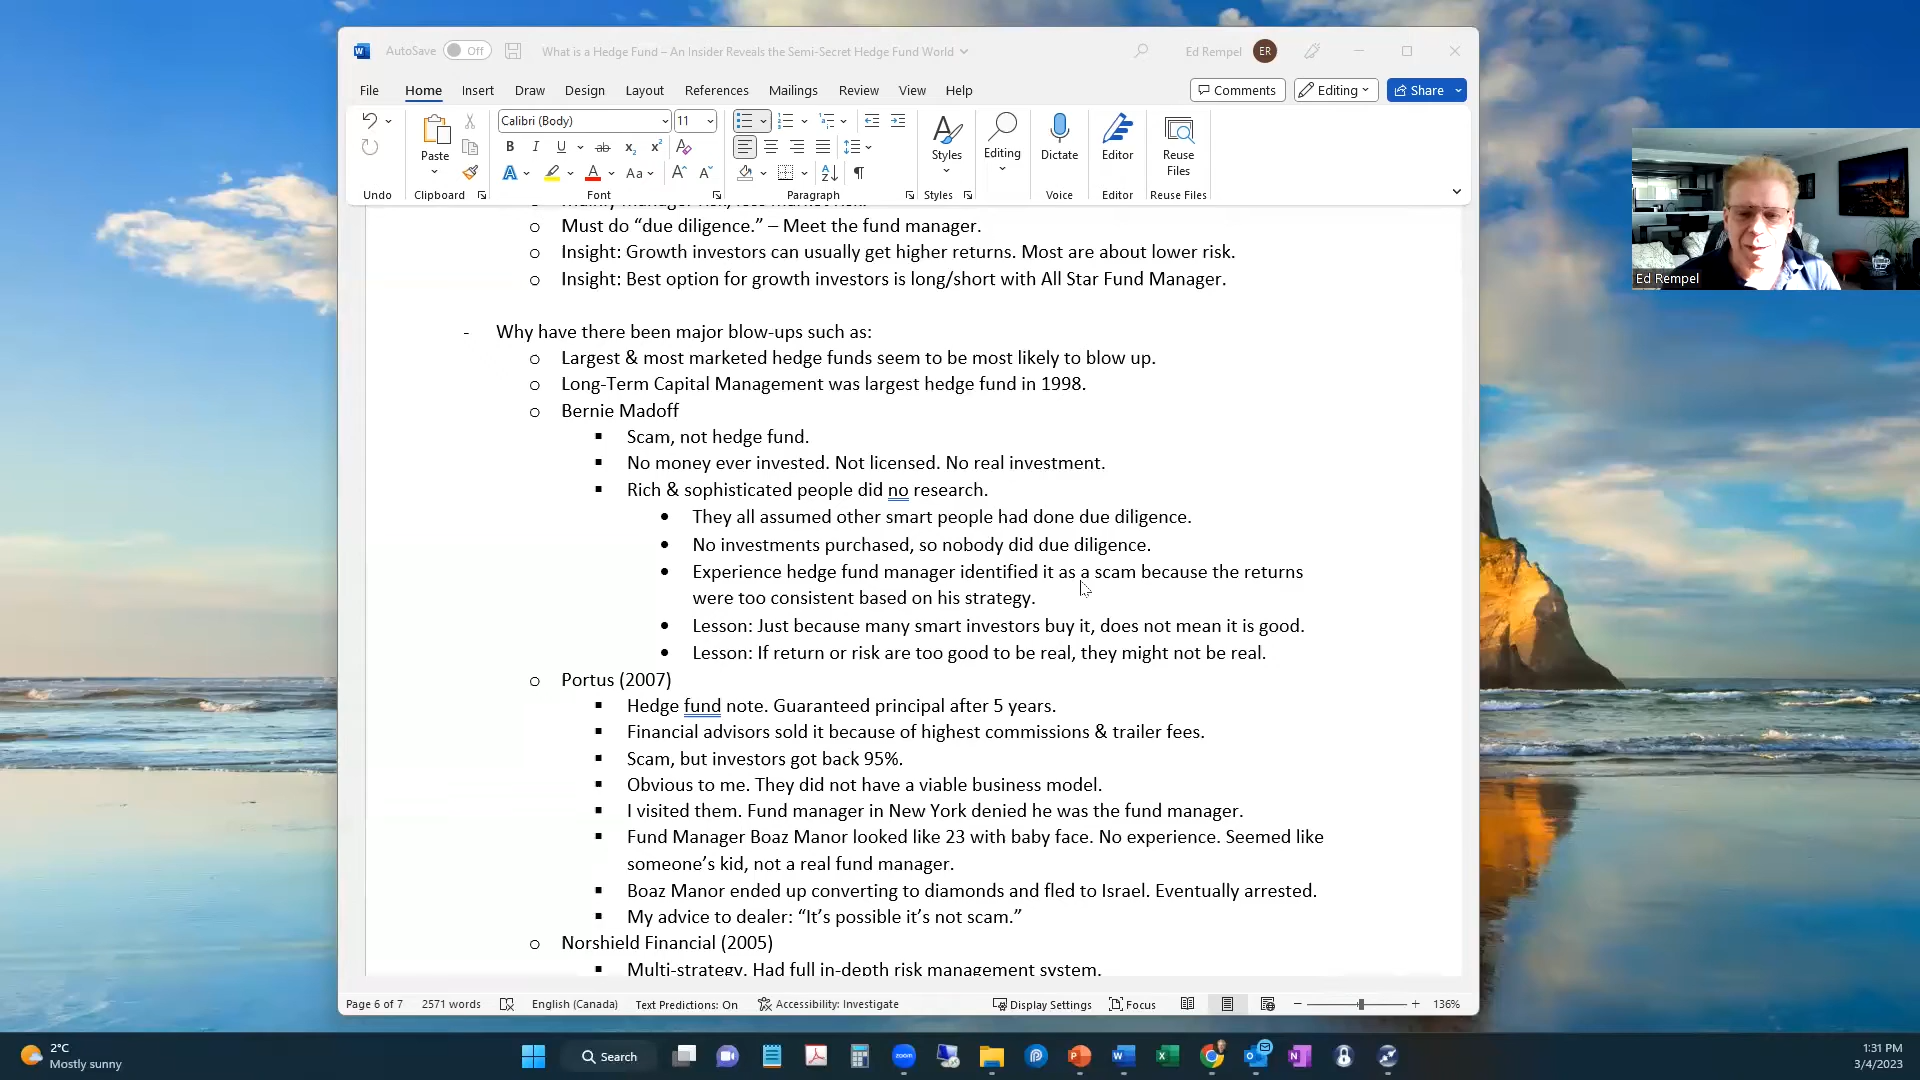 AutoSave Off What is a Hedge Fund – An Insider Reveals the Semi-Secret Hedge Fund World Ed Rempel ER
File Home Insert Draw Design Layout References Mailings Review View Help Comments Editing Share
Calibri (Body) 11
Paste Styles Editing Dictate Editor Reuse Files
Undo Clipboard Font Paragraph Styles Voice Editor Reuse Files
o Must do “due diligence.” – Meet the fund manager.
o Insight: Growth investors can usually get higher returns. Most are about lower risk.
o Insight: Best option for growth investors is long/short with All Star Fund Manager.
Ed Rempel
- Why have there been major blow-ups such as:
o Largest & most marketed hedge funds seem to be most likely to blow up.
o Long-Term Capital Management was largest hedge fund in 1998.
o Bernie Madoff
▪ Scam, not hedge fund.
▪ No money ever invested. Not licensed. No real investment.
▪ Rich & sophisticated people did no research.
• They all assumed other smart people had done due diligence.
• No investments purchased, so nobody did due diligence.
• Experience hedge fund manager identified it as a scam because the returns
were too consistent based on his strategy.
• Lesson: Just because many smart investors buy it, does not mean it is good.
• Lesson: If return or risk are too good to be real, they might not be real.
o Portus (2007)
▪ Hedge fund note. Guaranteed principal after 5 years.
▪ Financial advisors sold it because of highest commissions & trailer fees.
▪ Scam, but investors got back 95%.
▪ Obvious to me. They did not have a viable business model.
▪ I visited them. Fund manager in New York denied he was the fund manager.
▪ Fund Manager Boaz Manor looked like 23 with baby face. No experience. Seemed like
someone’s kid, not a real fund manager.
▪ Boaz Manor ended up converting to diamonds and fled to Israel. Eventually arrested.
▪ My advice to dealer: “It’s possible it’s not scam.”
o Norshield Financial (2005)
▪ Multi-strategy. Had full in-depth risk management system.
Page 6 of 7 2571 words English (Canada) Text Predictions: On Accessibility: Investigate Display Settings Focus 136%
2°C
Mostly sunny
Search
zoom
1:31 PM
3/4/2023